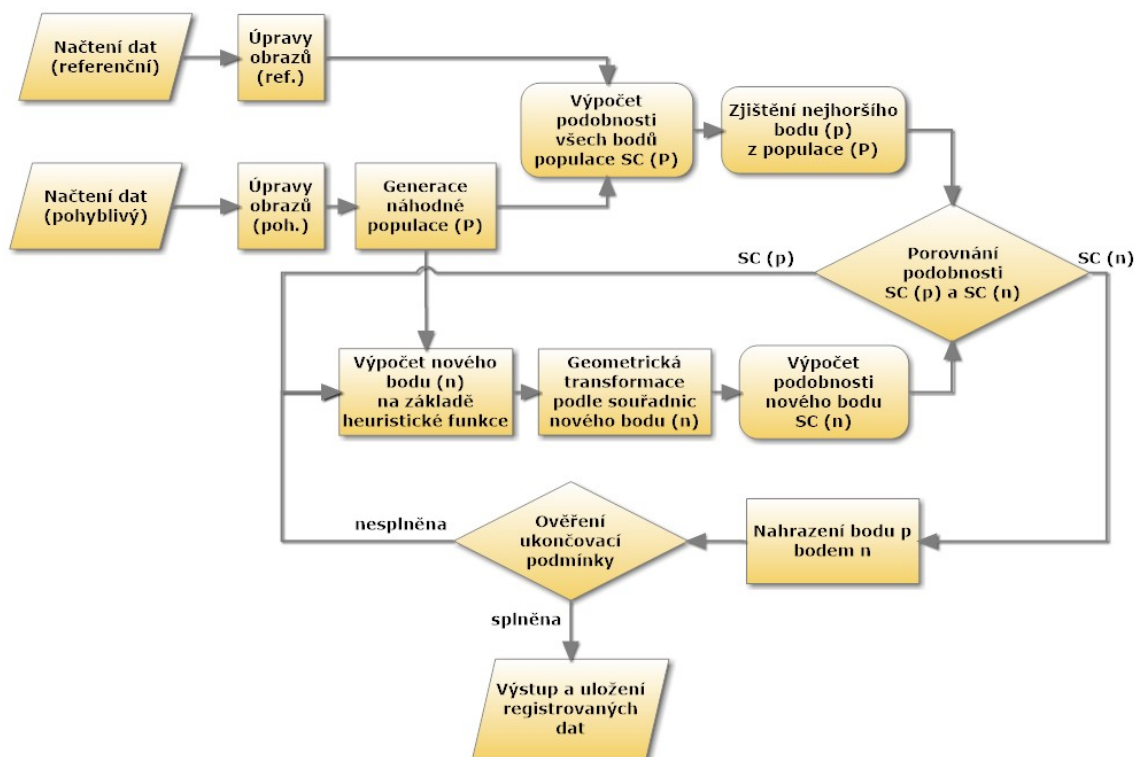 Načtení dat
(referenční)
Úpravy
obrazů
(ref.)
Výpočet
podobnosti
všech bodů
populace SC (P)
Zjištění nejhoršího
bodu (p)
z populace (P)
Načtení dat
(pohyblivý)
Úpravy
obrazů
(poh.)
Generace
náhodné
populace (P)
SC (p)
Porovnání
podobnosti
SC (p) a SC (n)
SC (n)
Výpočet nového
bodu (n)
na základě
heuristické funkce
Geometrická
transformace
podle souřadnic
nového bodu (n)
Výpočet
podobnosti
nového bodu
SC (n)
nesplněna
Ověření
ukončovací
podmínky
Nahrazení bodu p
bodem n
splněna
Výstup a uložení
registrovaných
dat